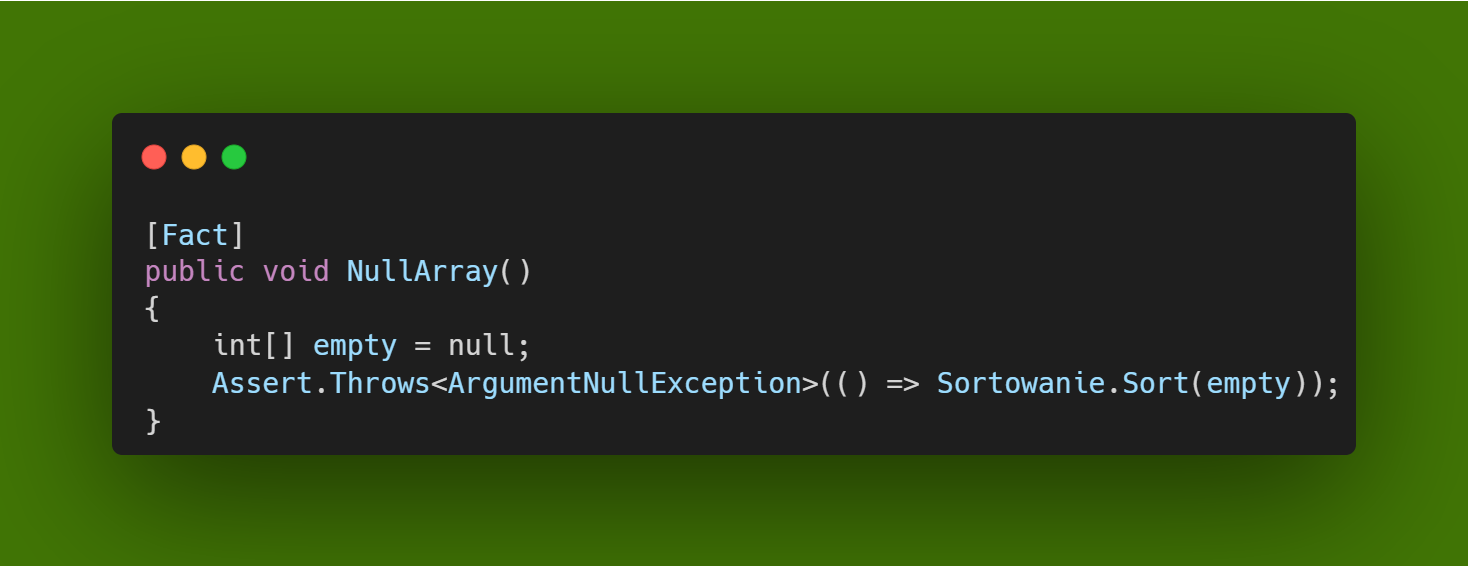 [Fact]
public void NullArray()
{
    int[] empty = null;
    Assert.Throws<ArgumentNullException>(() => Sortowanie.Sort(empty));
}